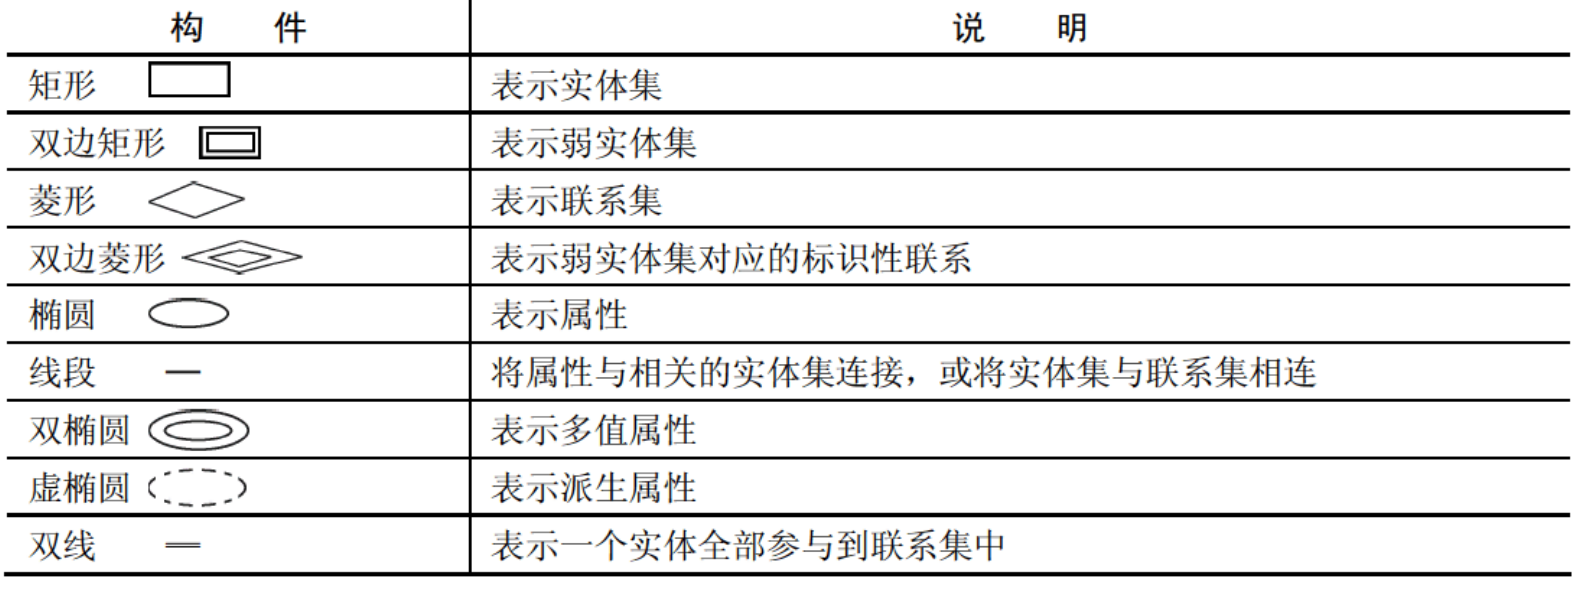 构 件 说 明
矩形 表示实体集
双边矩形 表示弱实体集
菱形 表示联系集
双边菱形 表示弱实体集对应的标识性联系
椭圆 表示属性
线段 将属性与相关的实体集连接，或将实体集与联系集相连
双椭圆 表示多值属性
虚椭圆 表示派生属性
双线 表示一个实体全部参与到联系集中